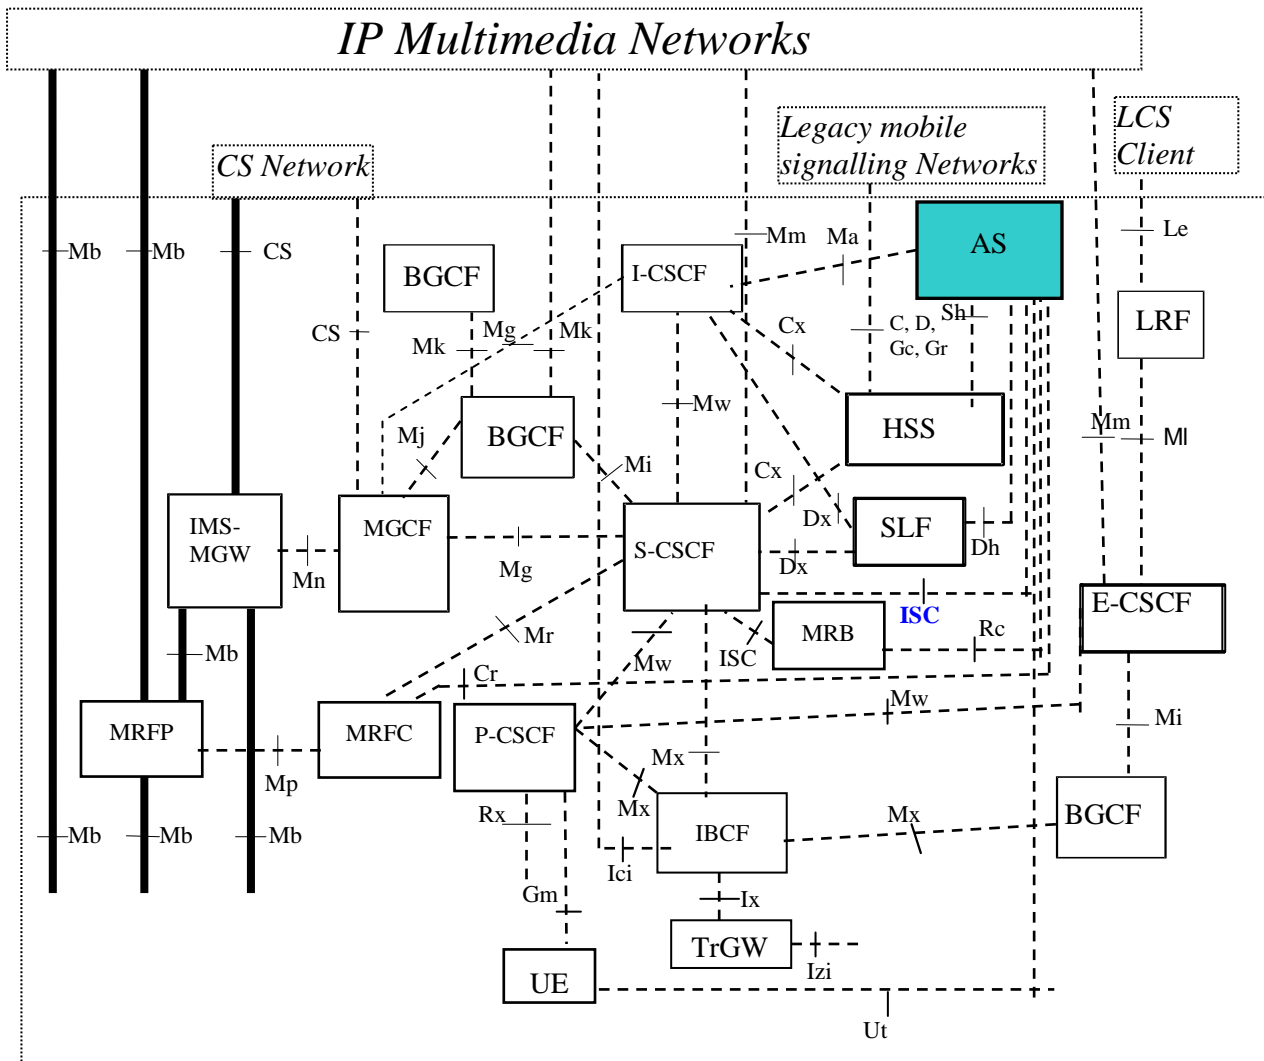 IP Multimedia Networks
Legacy mobile
signalling Networks
LCS
Client
CS Network
Mb
Mb
CS
BGCF
I-CSCF
Mm
Ma
AS
Le
CS
Mk
Mg
Mk
Cx
C, D,
Gc, Gr
Sh
LRF
Mw
HSS
Mm
Ml
Mj
BGCF
Mi
Cx
IMS-
MGW
MGCF
S-CSCF
Dx
SLF
Mn
Mg
Dx
Dh
ISC
E-CSCF
Mr
Mb
Mw
ISC
MRB
Rc
Cr
Mw
MRFP
MRFC
P-CSCF
Mi
Mp
Mx
Mx
Mb
Mb
Mb
Rx
IBCF
Mx
BGCF
Ici
Gm
Ix
TrGW
Izi
UE
Ut